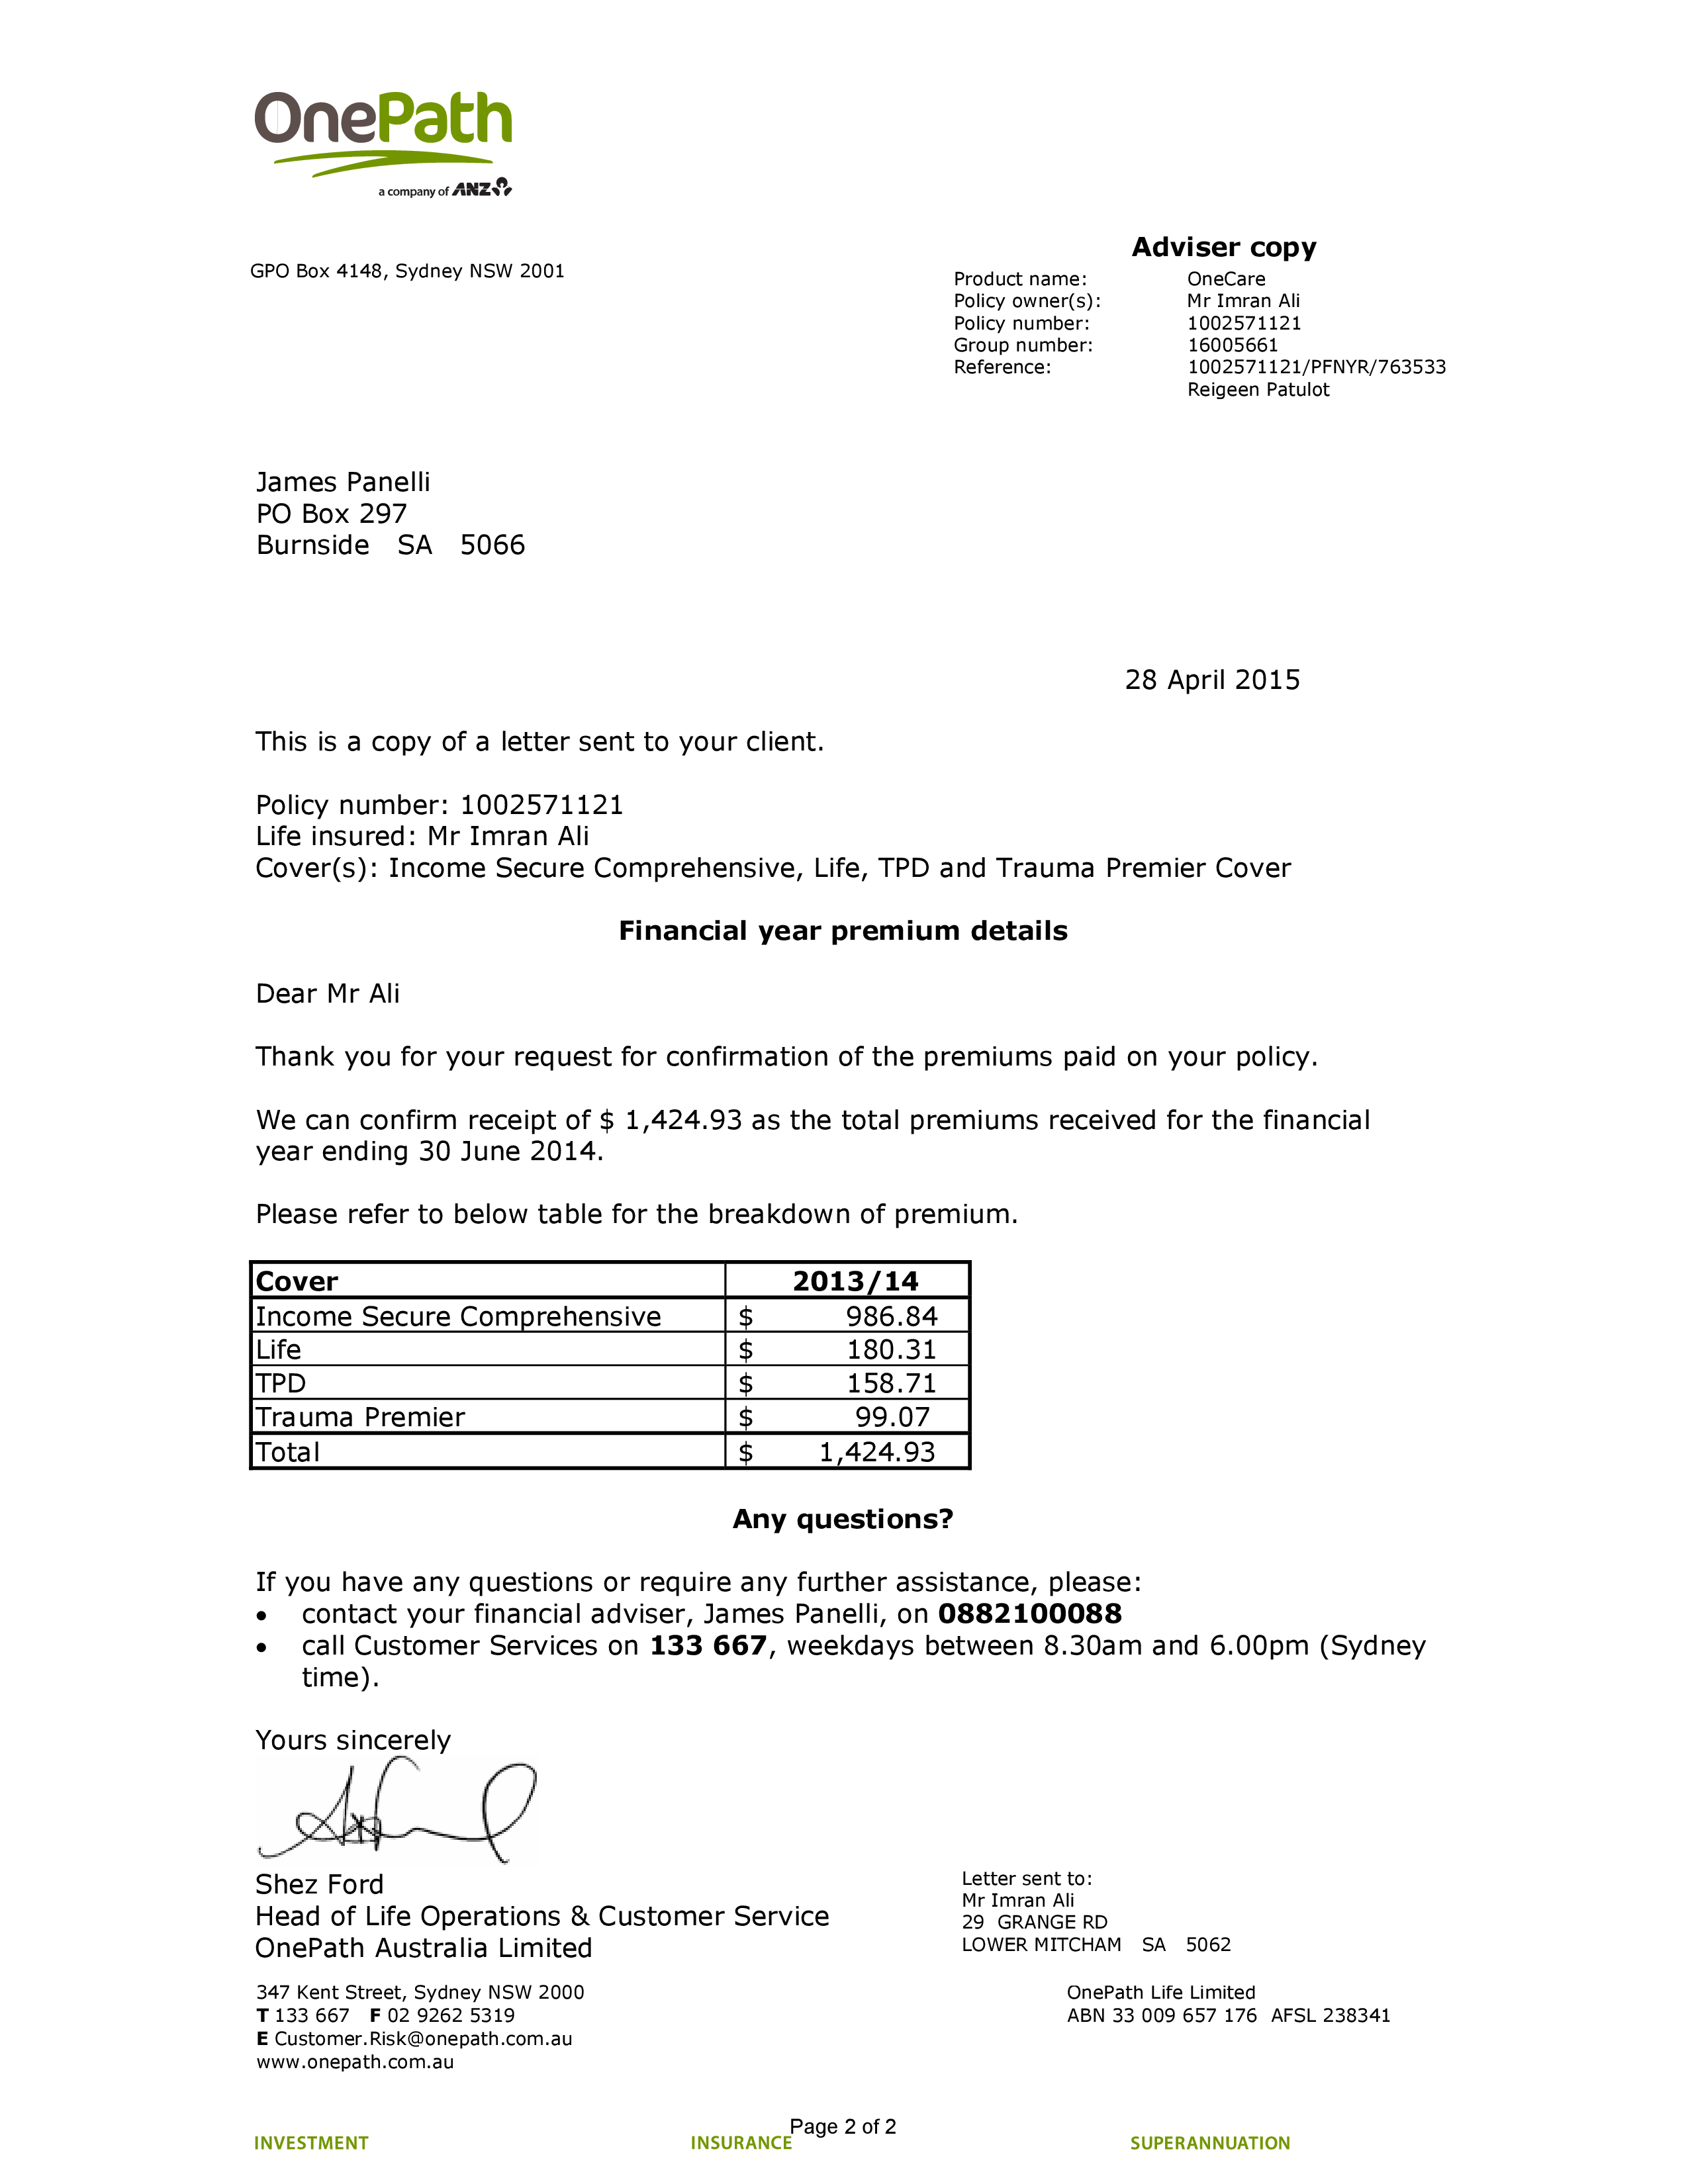 OnePath
a company of ANZ
Adviser copy
GPO Box 4148, Sydney NSW 2001
Product name: OneCare
Policy owner(s): Mr Imran Ali
Policy number: 1002571121
Group number: 16005661
Reference: 1002571121/PFNYR/763533
Reigeen Patulot
James Panelli
PO Box 297
Burnside SA 5066
28 April 2015
This is a copy of a letter sent to your client.
Policy number: 1002571121
Life insured: Mr Imran Ali
Cover(s): Income Secure Comprehensive, Life, TPD and Trauma Premier Cover
Financial year premium details
Dear Mr Ali
Thank you for your request for confirmation of the premiums paid on your policy.
We can confirm receipt of $ 1,424.93 as the total premiums received for the financial
year ending 30 June 2014.
Please refer to below table for the breakdown of premium.
Cover 2013/14
Income Secure Comprehensive $ 986.84
Life $ 180.31
TPD $ 158.71
Trauma Premier $ 99.07
Total $ 1,424.93
Any questions?
If you have any questions or require any further assistance, please:
• contact your financial adviser, James Panelli, on 0882100088
• call Customer Services on 133 667, weekdays between 8.30am and 6.00pm (Sydney
time).
Yours sincerely
Shez Ford
Head of Life Operations & Customer Service
OnePath Australia Limited
Letter sent to:
Mr Imran Ali
29 GRANGE RD
LOWER MITCHAM SA 5062
347 Kent Street, Sydney NSW 2000
T 133 667 F 02 9262 5319
E Customer.Risk@onepath.com.au
www.onepath.com.au
OnePath Life Limited
ABN 33 009 657 176 AFSL 238341
Page 2 of 2
INVESTMENT INSURANCE SUPERANNUATION